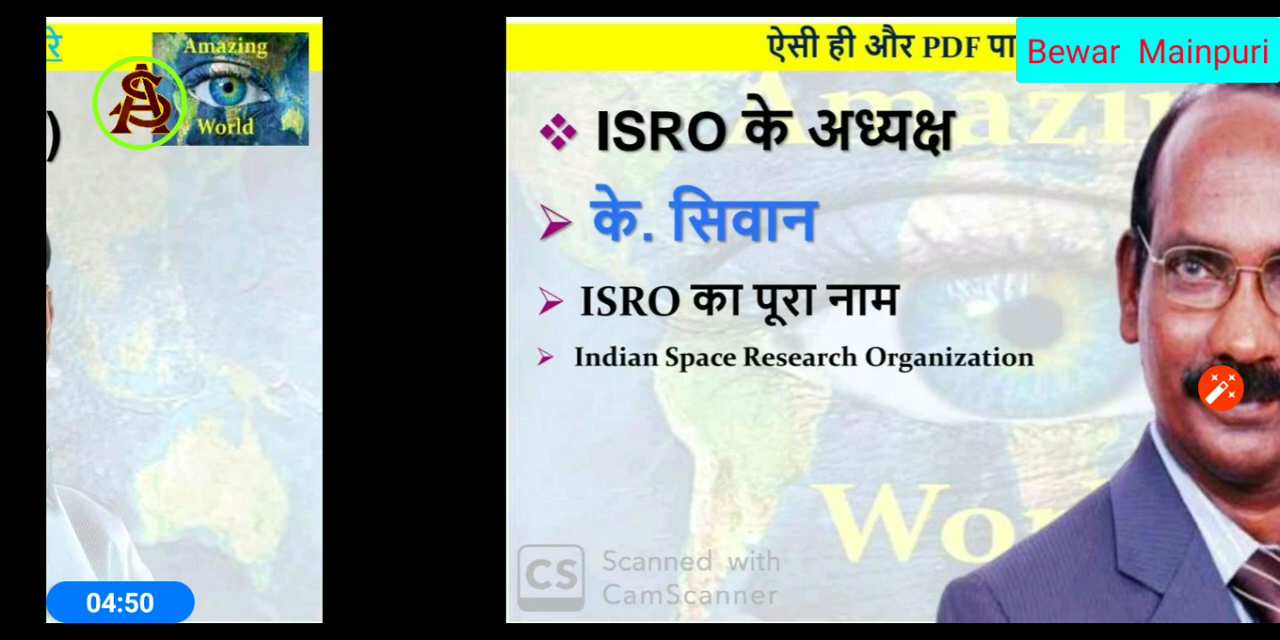 रे
Amazing
World
)
04:50
ऐसी ही और PDF पा
Bewar Mainpuri
❖ ISRO के अध्यक्ष
➢ के. सिवान
➢ ISRO का पूरा नाम
➢ Indian Space Research Organization
CS Scanned with
CamScanner